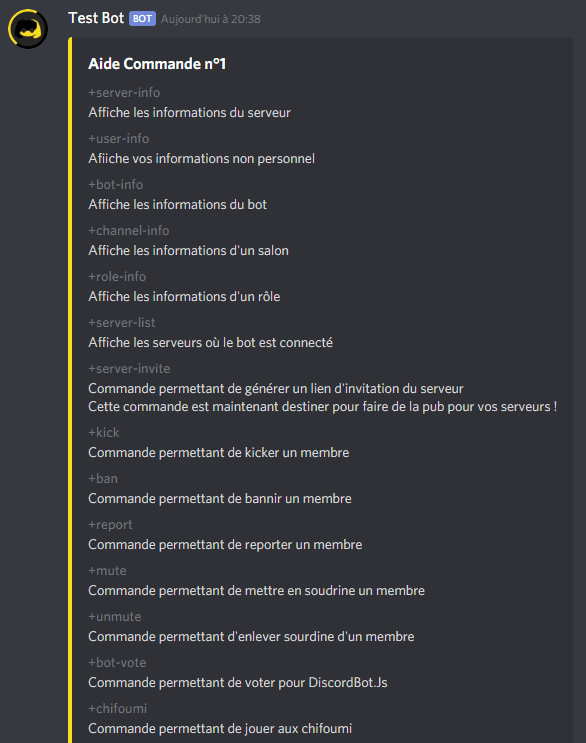 Test Bot BOT Aujourd'hui à 20:38
Aide Commande n°1
+server-info
Affiche les informations du serveur
+user-info
Afiiche vos informations non personnel
+bot-info
Affiche les informations du bot
+channel-info
Affiche les informations d'un salon
+role-info
Affiche les informations d'un rôle
+server-list
Affiche les serveurs où le bot est connecté
+server-invite
Commande permettant de générer un lien d'invitation du serveur
Cette commande est maintenant destiner pour faire de la pub pour vos serveurs !
+kick
Commande permettant de kicker un membre
+ban
Commande permettant de bannir un membre
+report
Commande permettant de reporter un membre
+mute
Commande permettant de mettre en soudrine un membre
+unmute
Commande permettant d'enlever sourdine d'un membre
+bot-vote
Commande permettant de voter pour DiscordBot.Js
+chifoumi
Commande permettant de jouer aux chifoumi